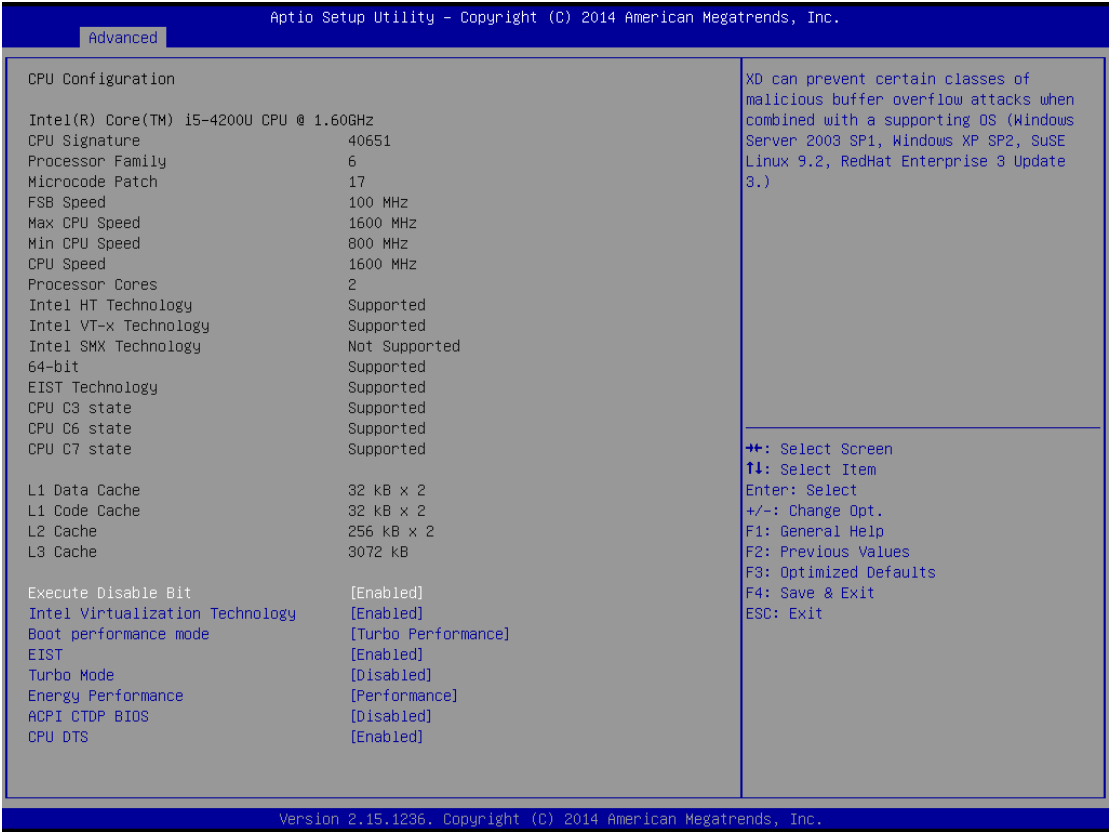 Aptio Setup Utility – Copyright (C) 2014 American Megatrends, Inc.
Advanced
CPU Configuration
Intel(R) Core(TM) i5-4200U CPU @ 1.60GHz
CPU Signature 40651
Processor Family 6
Microcode Patch 17
FSB Speed 100 MHz
Max CPU Speed 1600 MHz
Min CPU Speed 800 MHz
CPU Speed 1600 MHz
Processor Cores 2
Intel HT Technology Supported
Intel VT-x Technology Supported
Intel SMX Technology Not Supported
64-bit Supported
EIST Technology Supported
CPU C3 state Supported
CPU C6 state Supported
CPU C7 state Supported
L1 Data Cache 32 kB x 2
L1 Code Cache 32 kB x 2
L2 Cache 256 kB x 2
L3 Cache 3072 kB
Execute Disable Bit [Enabled]
Intel Virtualization Technology [Enabled]
Boot performance mode [Turbo Performance]
EIST [Enabled]
Turbo Mode [Disabled]
Energy Performance [Performance]
ACPI CTDP BIOS [Disabled]
CPU DTS [Enabled]
XD can prevent certain classes of
malicious buffer overflow attacks when
combined with a supporting OS (Windows
Server 2003 SP1, Windows XP SP2, SuSE
Linux 9.2, RedHat Enterprise 3 Update
3.)
→←: Select Screen
↑↓: Select Item
Enter: Select
+/-: Change Opt.
F1: General Help
F2: Previous Values
F3: Optimized Defaults
F4: Save & Exit
ESC: Exit
Version 2.15.1236. Copyright (C) 2014 American Megatrends, Inc.